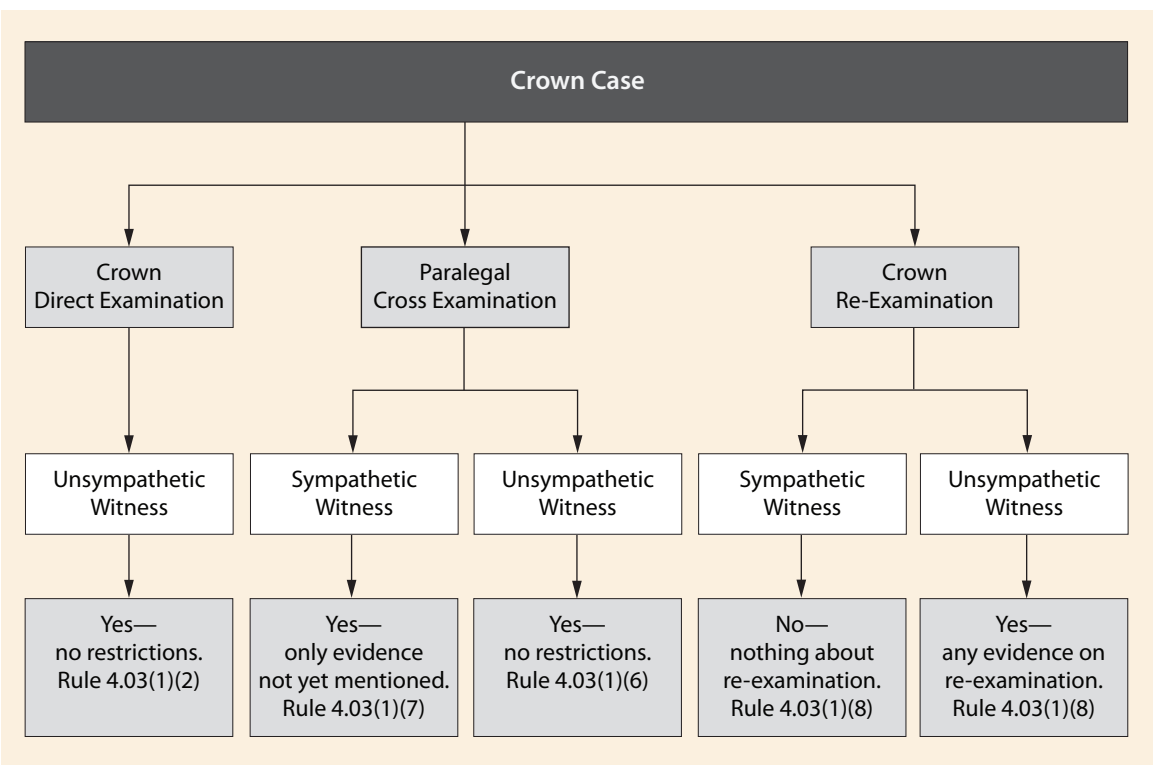 Crown Case
Crown
Direct Examination
Paralegal
Cross Examination
Crown
Re-Examination
Unsympathetic
Witness
Sympathetic
Witness
Unsympathetic
Witness
Sympathetic
Witness
Unsympathetic
Witness
Yes—
no restrictions.
Rule 4.03(1)(2)
Yes—
only evidence
not yet mentioned.
Rule 4.03(1)(7)
Yes—
no restrictions.
Rule 4.03(1)(6)
No—
nothing about
re-examination.
Rule 4.03(1)(8)
Yes—
any evidence on
re-examination.
Rule 4.03(1)(8)